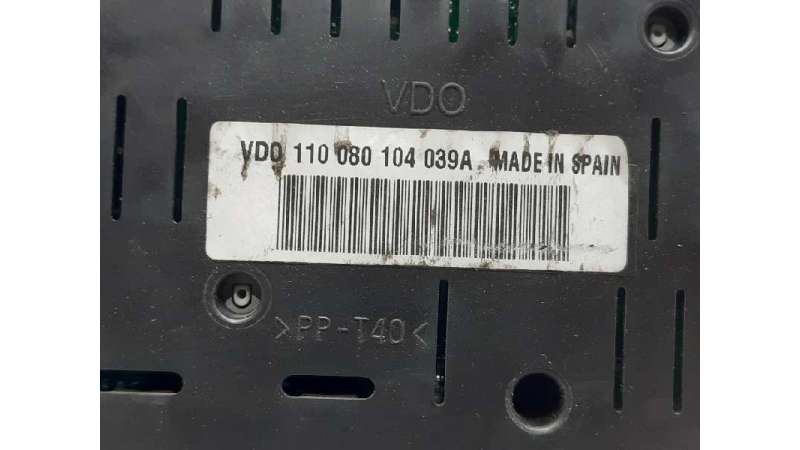 VDO
VDO 110 080 104 039A MADE IN SPAIN
>PP-T40<